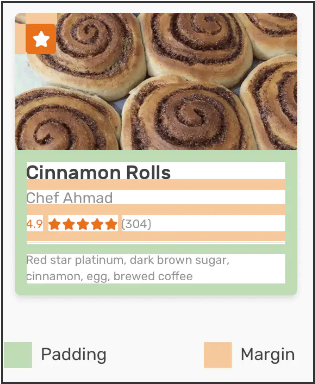 Cinnamon Rolls
Chef Ahmad
4.9 (304)
Red star platinum, dark brown sugar,
cinnamon, egg, brewed coffee
Padding Margin